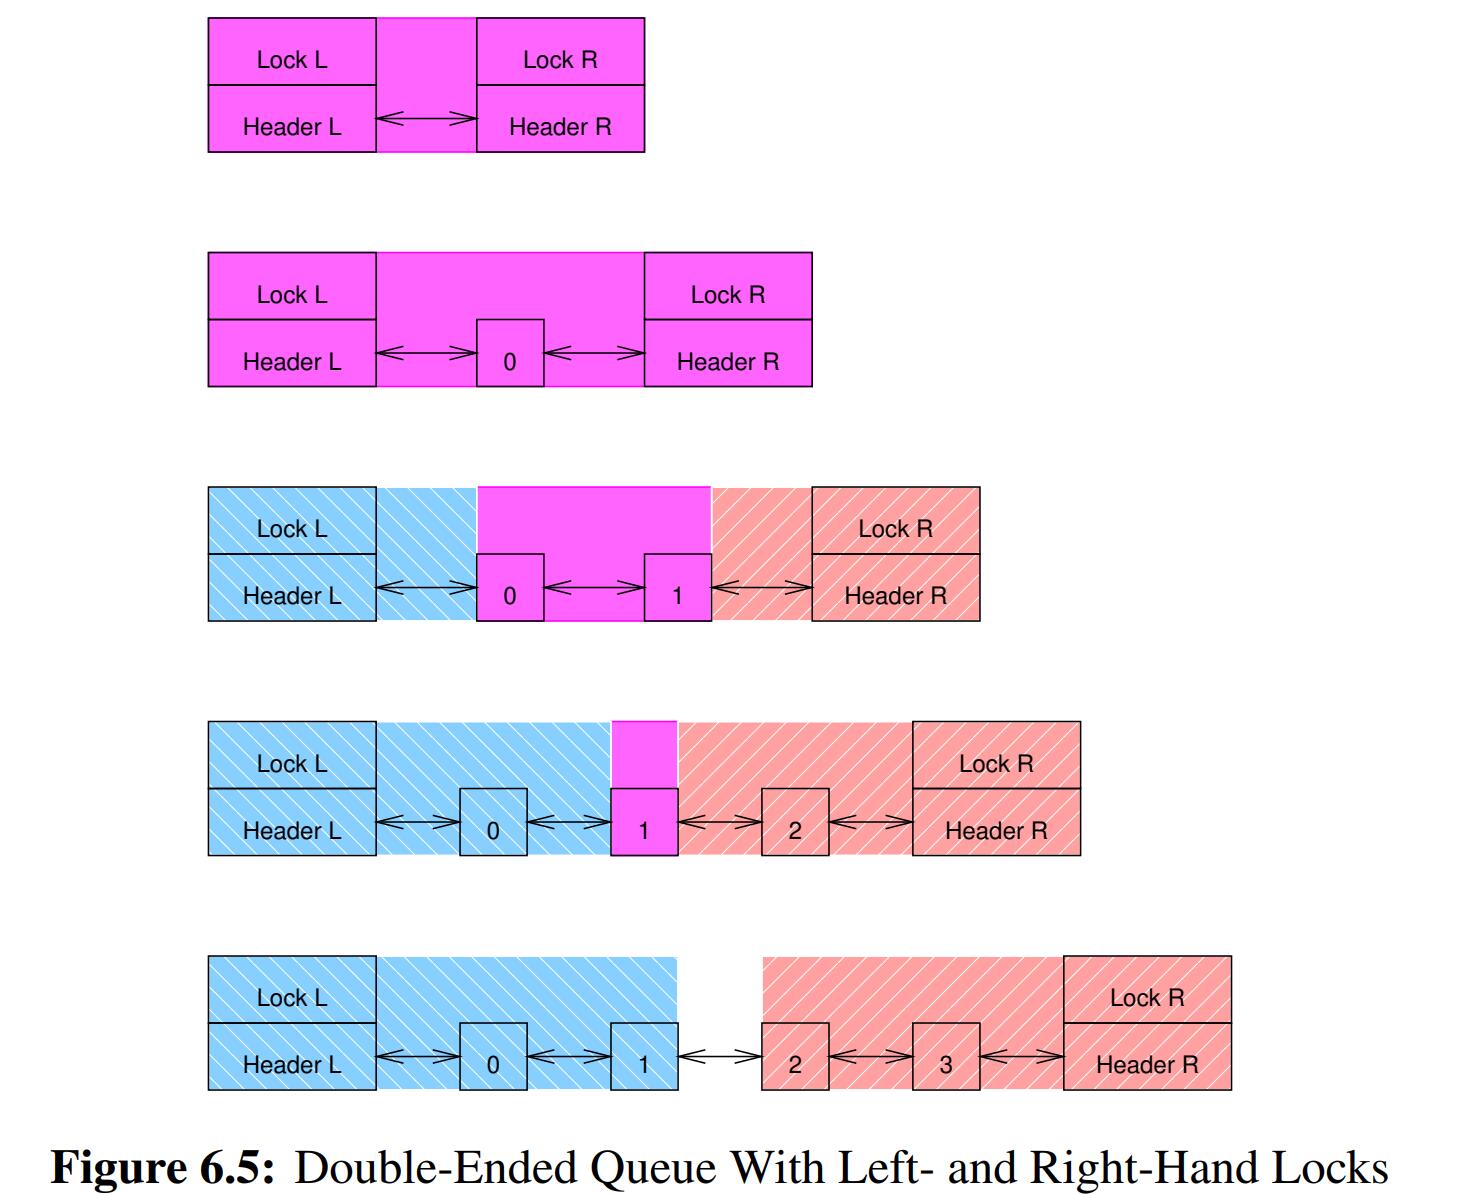 Lock L Lock R
Header L Header R
Lock L Lock R
Header L 0 Header R
Lock L Lock R
Header L 0 1 Header R
Lock L Lock R
Header L 0 1 2 Header R
Lock L Lock R
Header L 0 1 2 3 Header R
Figure 6.5: Double-Ended Queue With Left- and Right-Hand Locks